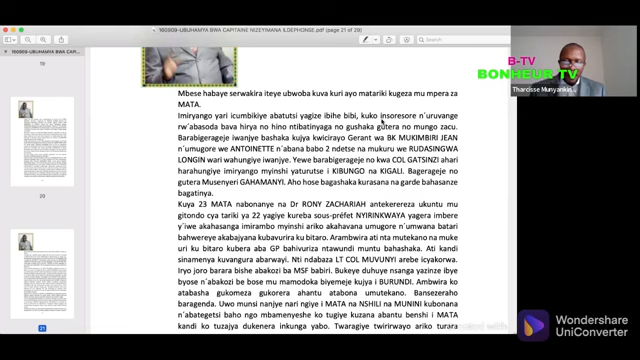 160909-UBUHAMYA BWA CAPITAINE NIZEYIMANA ILDEPHONSE.pdf (page 21 of 29)
160909-UBUHAMYA BWA CAPI...
19
20
21
B-TV
BONHEUR TV
Tharcisse Munyankin...
Mbese habaye serwakira iteye ubwoba kuva kuri ayo matariki kugeza mu mpera za
MATA.
Imiryango yari icumbikiye abatutsi yagize ibihe bibi, kuko insoresore n'uruvange
rw'abasoda bava hirya no hino ntibatinyaga no gushaka gutera no mungo zacu.
Barabigerageje iwanjye bashaka kujya kwicirayo Gerant wa BK MUKIMBIRI JEAN
n'umugore we ANTOINETTE n'abana babo 2 ndetse na mukuru we RUDASINGWA
LONGIN wari wahungiye iwanjye. Yewe barabigerageje no kwa COL GATSINZI ahari
harahungiye imiryango myinshi yaturutse i KIBUNGO na KIGALI. Bagerageje no
gutera Musenyeri GAHAMANYI. Aho hose bagashaka kurasana na garde bahasanze
bagatinya.
Kuya 23 MATA nabonanye na Dr RONY ZACHARIAH antekerereza ukuntu mu
gitondo cya tariki ya 22 yagiye kureba sous-préfet NYIRINKWAYA yagera imbere
y'iwe akahasanga imirambo myinshi ariko akahavana umugore n'umwana batari
bahwereye akabajyana kubavurira ku bitaro. Arambwira ati nta mutekano na muke
uri ku bitaro kubera aba GP bahivuriza ntawundi muntu bahashaka. Ati kandi
sinamenya kuvangura abarwayi. Nti ndabaza LT COL MUVUNYI arebe icyakorwa.
Iryo joro barara bishe abakozi ba MSF babiri. Bukeye duhuye nsanga yazinze ibye
byose n'abakozi be bose mu mamodoka biyemeje kujya i BURUNDI. Ambwira ko
atabasha gukomeza gukorera ahantu atabona umutekano. Bansezeraho
baragenda. Uwo munsi nanjye nari ngiye i MATA na NSHILI na MUNINI kubonana
n'abategetsi baho ngo mbamenyeshe ko tugiye kuzana abantu benshi i MATA
kandi ko tuzajya dukenera inkunga yabo. Twaragiye twirirwayo ariko turara
Wondershare
UniConverter